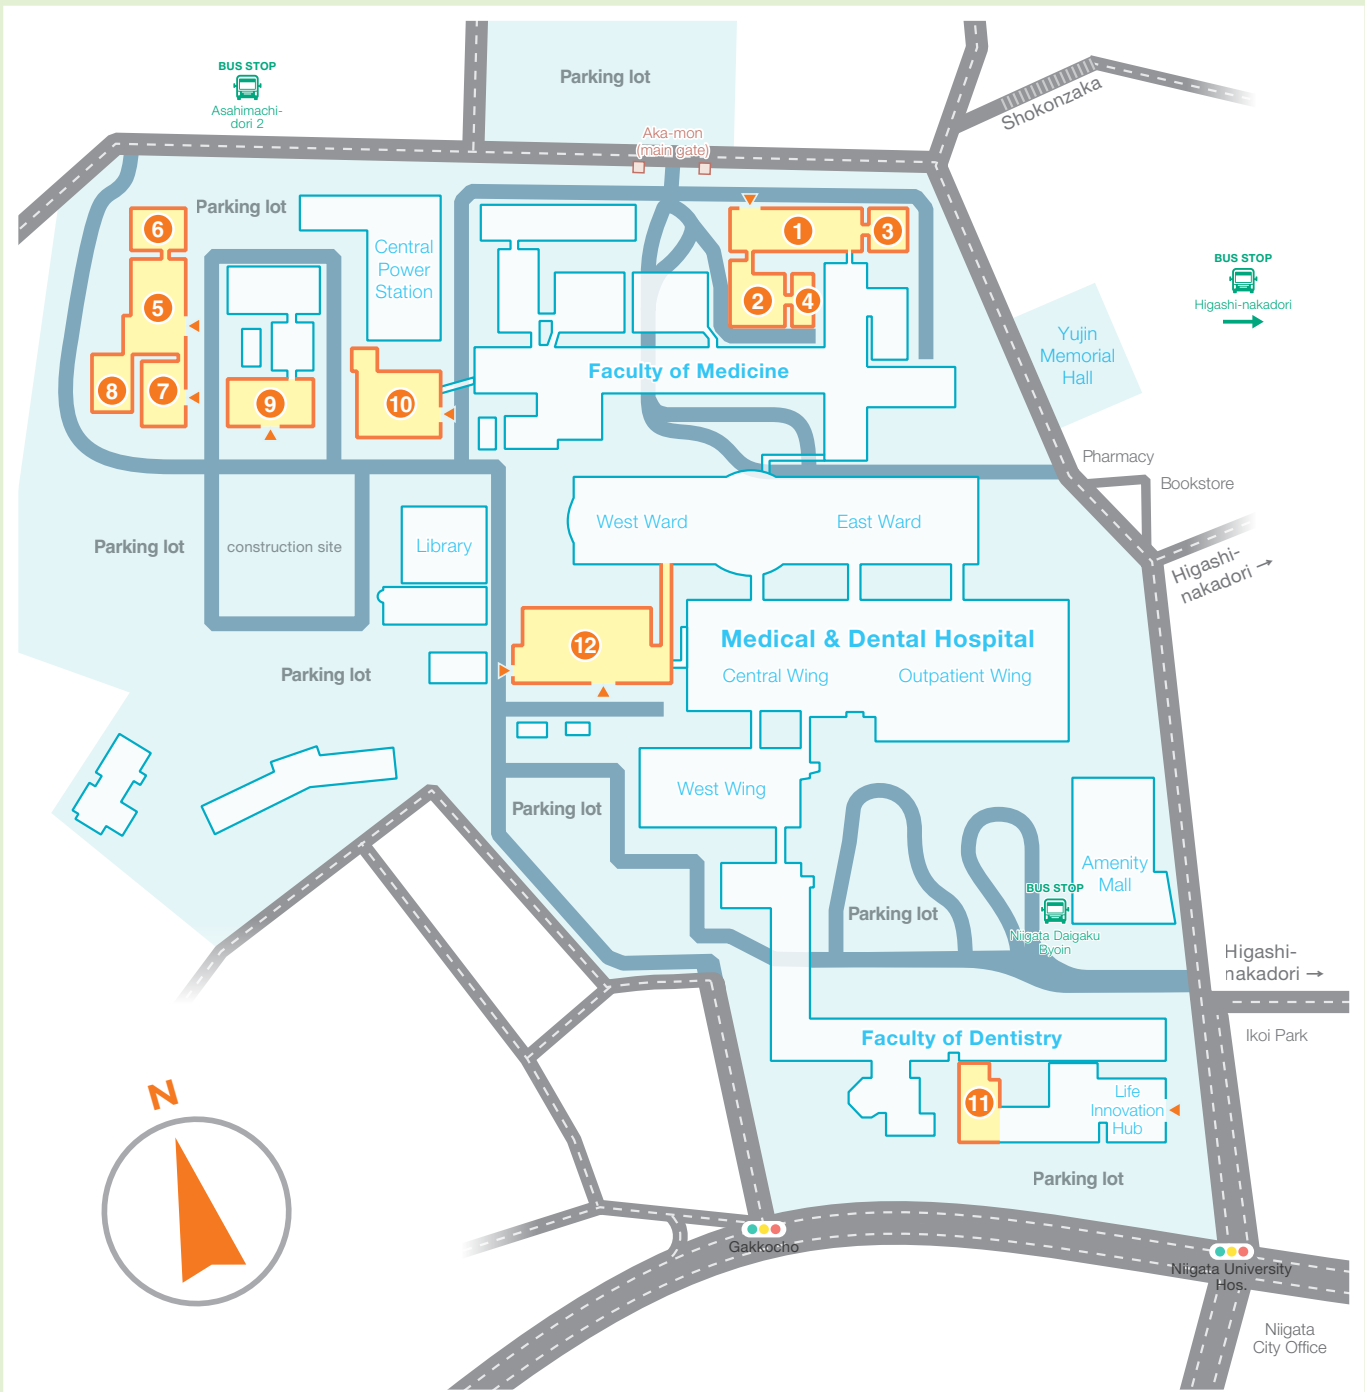 BUS STOP
Asahimachi-
dori 2
Parking lot
Aka-mon
(main gate)
Shokonzaka
Parking lot
6
Central
Power
Station
1
3
BUS STOP
Higashi-nakadori
5
2
4
Yujin
Memorial
Hall
8
7
9
10
Faculty of Medicine
Pharmacy
Bookstore
West Ward
East Ward
Parking lot
construction site
Library
Higashi-
nakadori →
12
Medical & Dental Hospital
Central Wing
Outpatient Wing
Parking lot
West Wing
Parking lot
Amenity
Mall
BUS STOP
Niigata Daigaku
Byoin
Parking lot
Higashi-
nakadori →
Ikoi Park
Faculty of Dentistry
11
Life
Innovation
Hub
N
Parking lot
Gakkocho
Niigata University
Hos.
Niigata
City Office